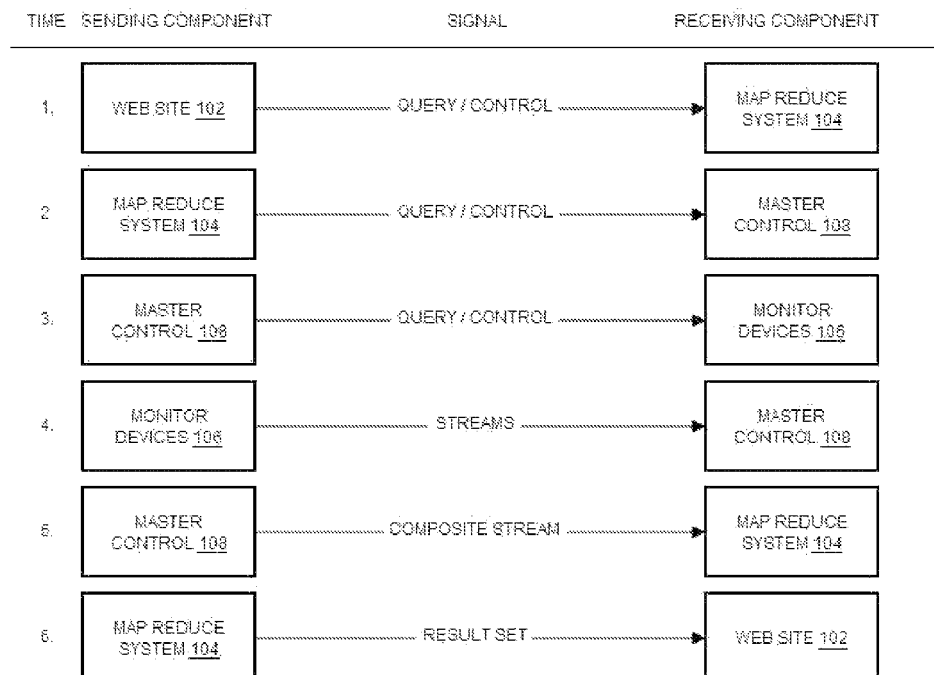 TIME SENDING COMPONENT SIGNAL RECEIVING COMPONENT
1. WEB SITE 102 QUERY / CONTROL MAP REDUCE
SYSTEM 104
2 MAP REDUCE
SYSTEM 104 QUERY / CONTROL MASTER
CONTROL 108
3. MASTER
CONTROL 108 QUERY / CONTROL MONITOR
DEVICES 106
4. MONITOR
DEVICES 106 STREAMS MASTER
CONTROL 108
5. MASTER
CONTROL 108 COMPOSITE STREAM MAP REDUCE
SYSTEM 104
6. MAP REDUCE
SYSTEM 104 RESULT SET WEB SITE 102